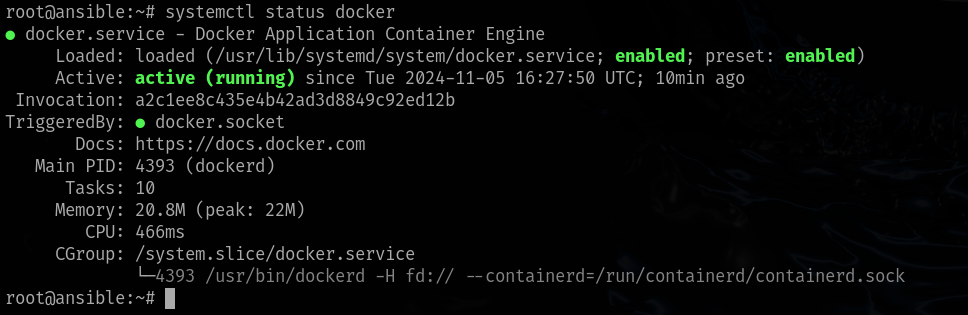 root@ansible:~# systemctl status docker
● docker.service - Docker Application Container Engine
     Loaded: loaded (/usr/lib/systemd/system/docker.service; enabled; preset: enabled)
     Active: active (running) since Tue 2024-11-05 16:27:50 UTC; 10min ago
 Invocation: a2c1ee8c435e4b42ad3d8849c92ed12b
TriggeredBy: ● docker.socket
       Docs: https://docs.docker.com
   Main PID: 4393 (dockerd)
      Tasks: 10
     Memory: 20.8M (peak: 22M)
        CPU: 466ms
     CGroup: /system.slice/docker.service
             └─4393 /usr/bin/dockerd -H fd:// --containerd=/run/containerd/containerd.sock
root@ansible:~#